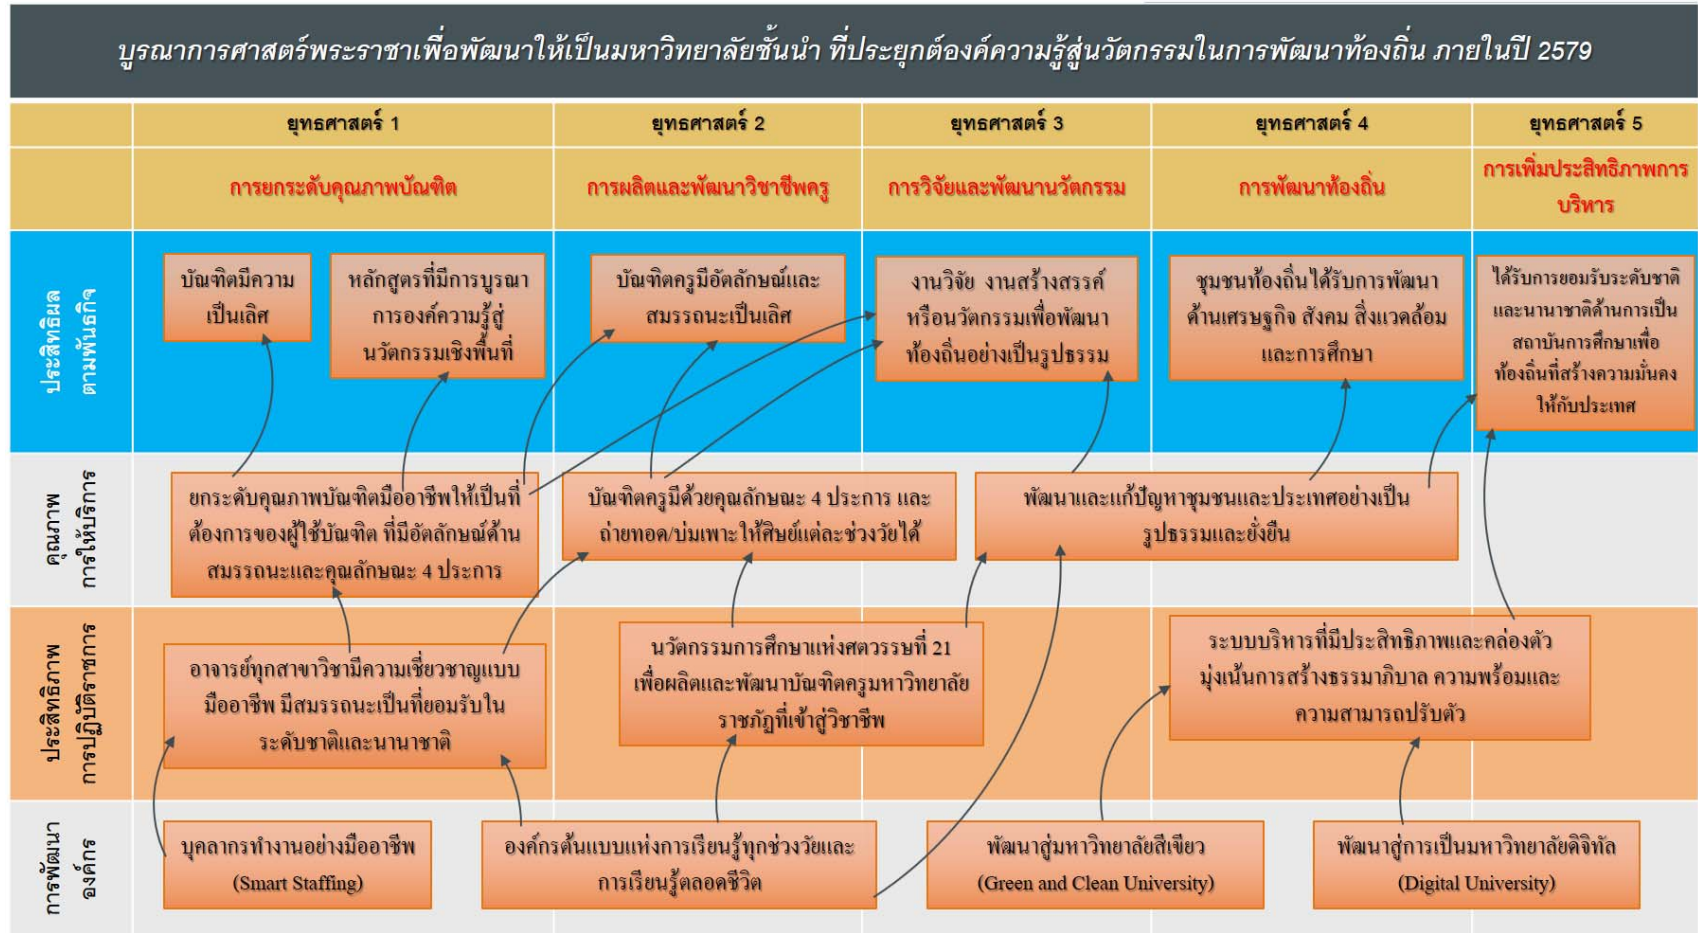 บูรณาการศาสตร์พระราชาเพื่อพัฒนาให้เป็นมหาวิทยาลัยชั้นนำ ที่ประยุกต์องค์ความรู้สู่นวัตกรรมในการพัฒนาท้องถิ่น ภายในปี 2579
ยุทธศาสตร์ 1
ยุทธศาสตร์ 2
ยุทธศาสตร์ 3
ยุทธศาสตร์ 4
ยุทธศาสตร์ 5
การยกระดับคุณภาพบัณฑิต
การผลิตและพัฒนาวิชาชีพครู
การวิจัยและพัฒนานวัตกรรม
การพัฒนาท้องถิ่น
การเพิ่มประสิทธิภาพการ
บริหาร
ประสิทธิผล
ตามพันธกิจ
บัณฑิตมีความ
เป็นเลิศ
หลักสูตรที่มีการบูรณา
การองค์ความรู้สู่
นวัตกรรมเชิงพื้นที่
บัณฑิตครูมีอัตลักษณ์และ
สมรรถนะเป็นเลิศ
งานวิจัย งานสร้างสรรค์
หรือนวัตกรรมเพื่อพัฒนา
ท้องถิ่นอย่างเป็นรูปธรรม
ชุมชนท้องถิ่นได้รับการพัฒนา
ด้านเศรษฐกิจ สังคม สิ่งแวดล้อม
และการศึกษา
ได้รับการยอมรับระดับชาติ
และนานาชาติด้านการเป็น
สถาบันการศึกษาเพื่อ
ท้องถิ่นที่สร้างความมั่นคง
ให้กับประเทศ
คุณภาพ
การให้บริการ
ยกระดับคุณภาพบัณฑิตมืออาชีพให้เป็นที่
ต้องการของผู้ใช้บัณฑิต ที่มีอัตลักษณ์ด้าน
สมรรถนะและคุณลักษณะ 4 ประการ
บัณฑิตครูมีด้วยคุณลักษณะ 4 ประการ และ
ถ่ายทอด/บ่มเพาะให้ศิษย์แต่ละช่วงวัยได้
พัฒนาและแก้ปัญหาชุมชนและประเทศอย่างเป็น
รูปธรรมและยั่งยืน
ประสิทธิภาพ
การปฏิบัติราชการ
อาจารย์ทุกสาขาวิชามีความเชี่ยวชาญแบบ
มืออาชีพ มีสมรรถนะเป็นที่ยอมรับใน
ระดับชาติและนานาชาติ
นวัตกรรมการศึกษาแห่งศตวรรษที่ 21
เพื่อผลิตและพัฒนาบัณฑิตครูมหาวิทยาลัย
ราชภัฏที่เข้าสู่วิชาชีพ
ระบบบริหารที่มีประสิทธิภาพและคล่องตัว
มุ่งเน้นการสร้างธรรมาภิบาล ความพร้อมและ
ความสามารถปรับตัว
การพัฒนา
องค์กร
บุคลากรทำงานอย่างมืออาชีพ
(Smart Staffing)
องค์กรต้นแบบแห่งการเรียนรู้ทุกช่วงวัยและ
การเรียนรู้ตลอดชีวิต
พัฒนาสู่มหาวิทยาลัยสีเขียว
(Green and Clean University)
พัฒนาสู่การเป็นมหาวิทยาลัยดิจิทัล
(Digital University)